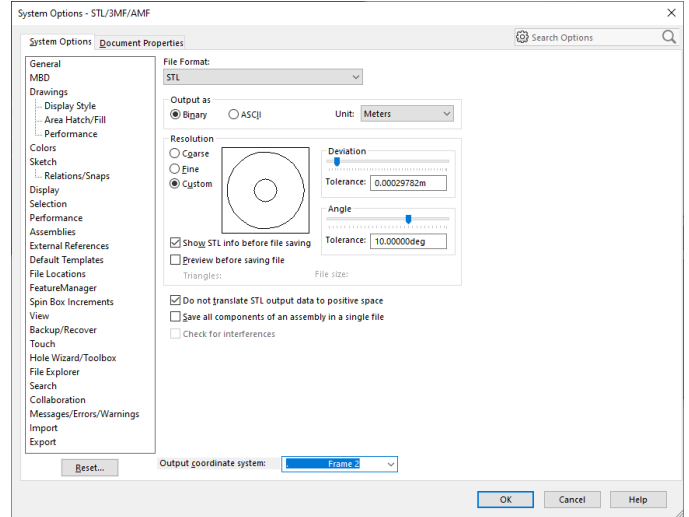 System Options - STL/3MF/AMF
System Options Document Properties
Search Options
General
MBD
Drawings
Display Style
Area Hatch/Fill
Performance
Colors
Sketch
Relations/Snaps
Display
Selection
Performance
Assemblies
External References
Default Templates
File Locations
FeatureManager
Spin Box Increments
View
Backup/Recover
Touch
Hole Wizard/Toolbox
File Explorer
Search
Collaboration
Messages/Errors/Warnings
Import
Export
Reset...
File Format:
STL
Output as
Binary ASCII Unit: Meters
Resolution
Coarse
Fine
Custom
Deviation
Tolerance: 0.00029782m
Angle
Tolerance: 10.00000deg
Show STL info before file saving
Preview before saving file
Triangles: File size:
Do not translate STL output data to positive space
Save all components of an assembly in a single file
Check for interferences
Output coordinate system: Frame 2
OK Cancel Help